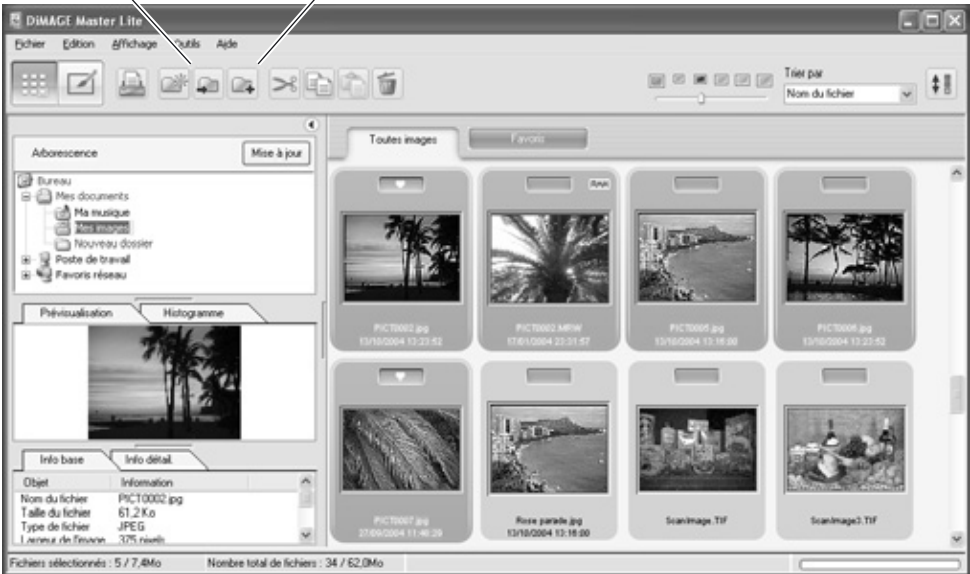 DiMAGE Master Lite
Fichier Edition Affichage Outils Aide
Trier par
Nom du fichier
Arborescence
Mise à jour
Toutes images
Favoris
Bureau
Mes documents
Ma musique
Mes images
Nouveau dossier
Poste de travail
Favoris réseau
Prévisualisation
Histogramme
PICT0002.jpg
13/10/2004 13:23:52
RAW
PICT0002.MRW
17/01/2004 23:31:57
PICT0005.jpg
13/10/2004 13:16:00
PICT0006.jpg
13/10/2004 13:23:52
Info base
Info détail.
Objet Information
Nom du fichier PICT0002.jpg
Taille du fichier 61,2 Ko
Type de fichier JPEG
Largeur de l'image 375 pixels
PICT0007.jpg
27/09/2004 11:40:20
Rose parade.jpg
13/10/2004 13:16:00
ScanImage.TIF
ScanImage3.TIF
Fichiers sélectionnés : 5 / 7,4Mo
Nombre total de fichiers : 34 / 62,0Mo